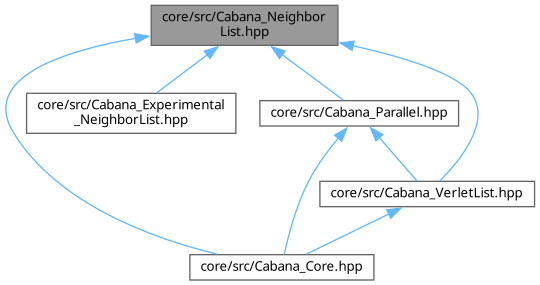 core/src/Cabana_Neighbor
List.hpp
core/src/Cabana_Experimental
_NeighborList.hpp
core/src/Cabana_Parallel.hpp
core/src/Cabana_VerletList.hpp
core/src/Cabana_Core.hpp